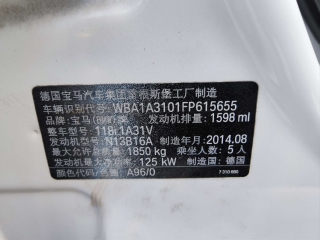 德国宝马汽车集团雷根斯堡工厂制造
车辆识别代号: WBA1A3101FP615655
品牌: 宝马(BMW) 发动机排量: 1598 ml
整车型号: 118i 1A31V
发动机型号: N13B16A 制造年月: 2014.08
最大允许总质量: 1850 kg 乘坐人数: 5人
发动机最大净功率: 125 kW 制造国: 德国
颜色代码: A96/0